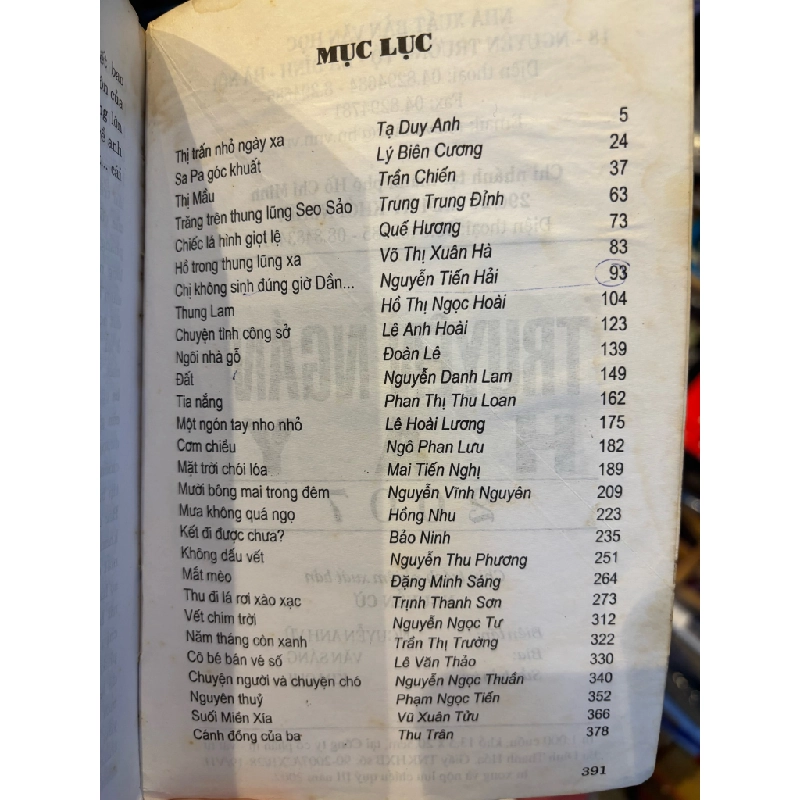 MỤC LỤC
Thị trấn nhỏ ngày xa Tạ Duy Anh 5
Sa Pa góc khuất Lý Biên Cương 24
Thị Mầu Trần Chiến 37
Trăng trên thung lũng Seo Sảo Trung Trung Đỉnh 63
Chiếc lá hình giọt lệ Quế Hương 73
Hồ trong thung lũng xa Võ Thị Xuân Hà 83
Chị không sinh đúng giờ Dần... Nguyễn Tiến Hải 93
Thung Lam Hồ Thị Ngọc Hoài 104
Chuyện tình công sở Lê Anh Hoài 123
Ngôi nhà gỗ Đoàn Lê 139
Đất Nguyễn Danh Lam 149
Tia nắng Phan Thị Thu Loan 162
Một ngón tay nho nhỏ Lê Hoài Lương 175
Cơm chiều Ngô Phan Lưu 182
Mặt trời chói lóa Mai Tiến Nghị 189
Mười bông mai trong đêm Nguyễn Vĩnh Nguyên 209
Mưa không quá ngọ Hồng Nhu 223
Kết đi được chưa? Bảo Ninh 235
Không dấu vết Nguyễn Thu Phương 251
Mắt mèo Đặng Minh Sáng 264
Thu đi lá rơi xào xạc Trịnh Thanh Sơn 273
Vết chim trời Nguyễn Ngọc Tư 312
Năm tháng còn xanh Trần Thị Trường 322
Cô bé bán vé số Lê Văn Thảo 330
Chuyện người và chuyện chó Nguyễn Ngọc Thuần 340
Nguyên thuỷ Phạm Ngọc Tiến 352
Suối Miền Xía Vũ Xuân Tửu 366
Cánh đồng của ba Thu Trân 378
391